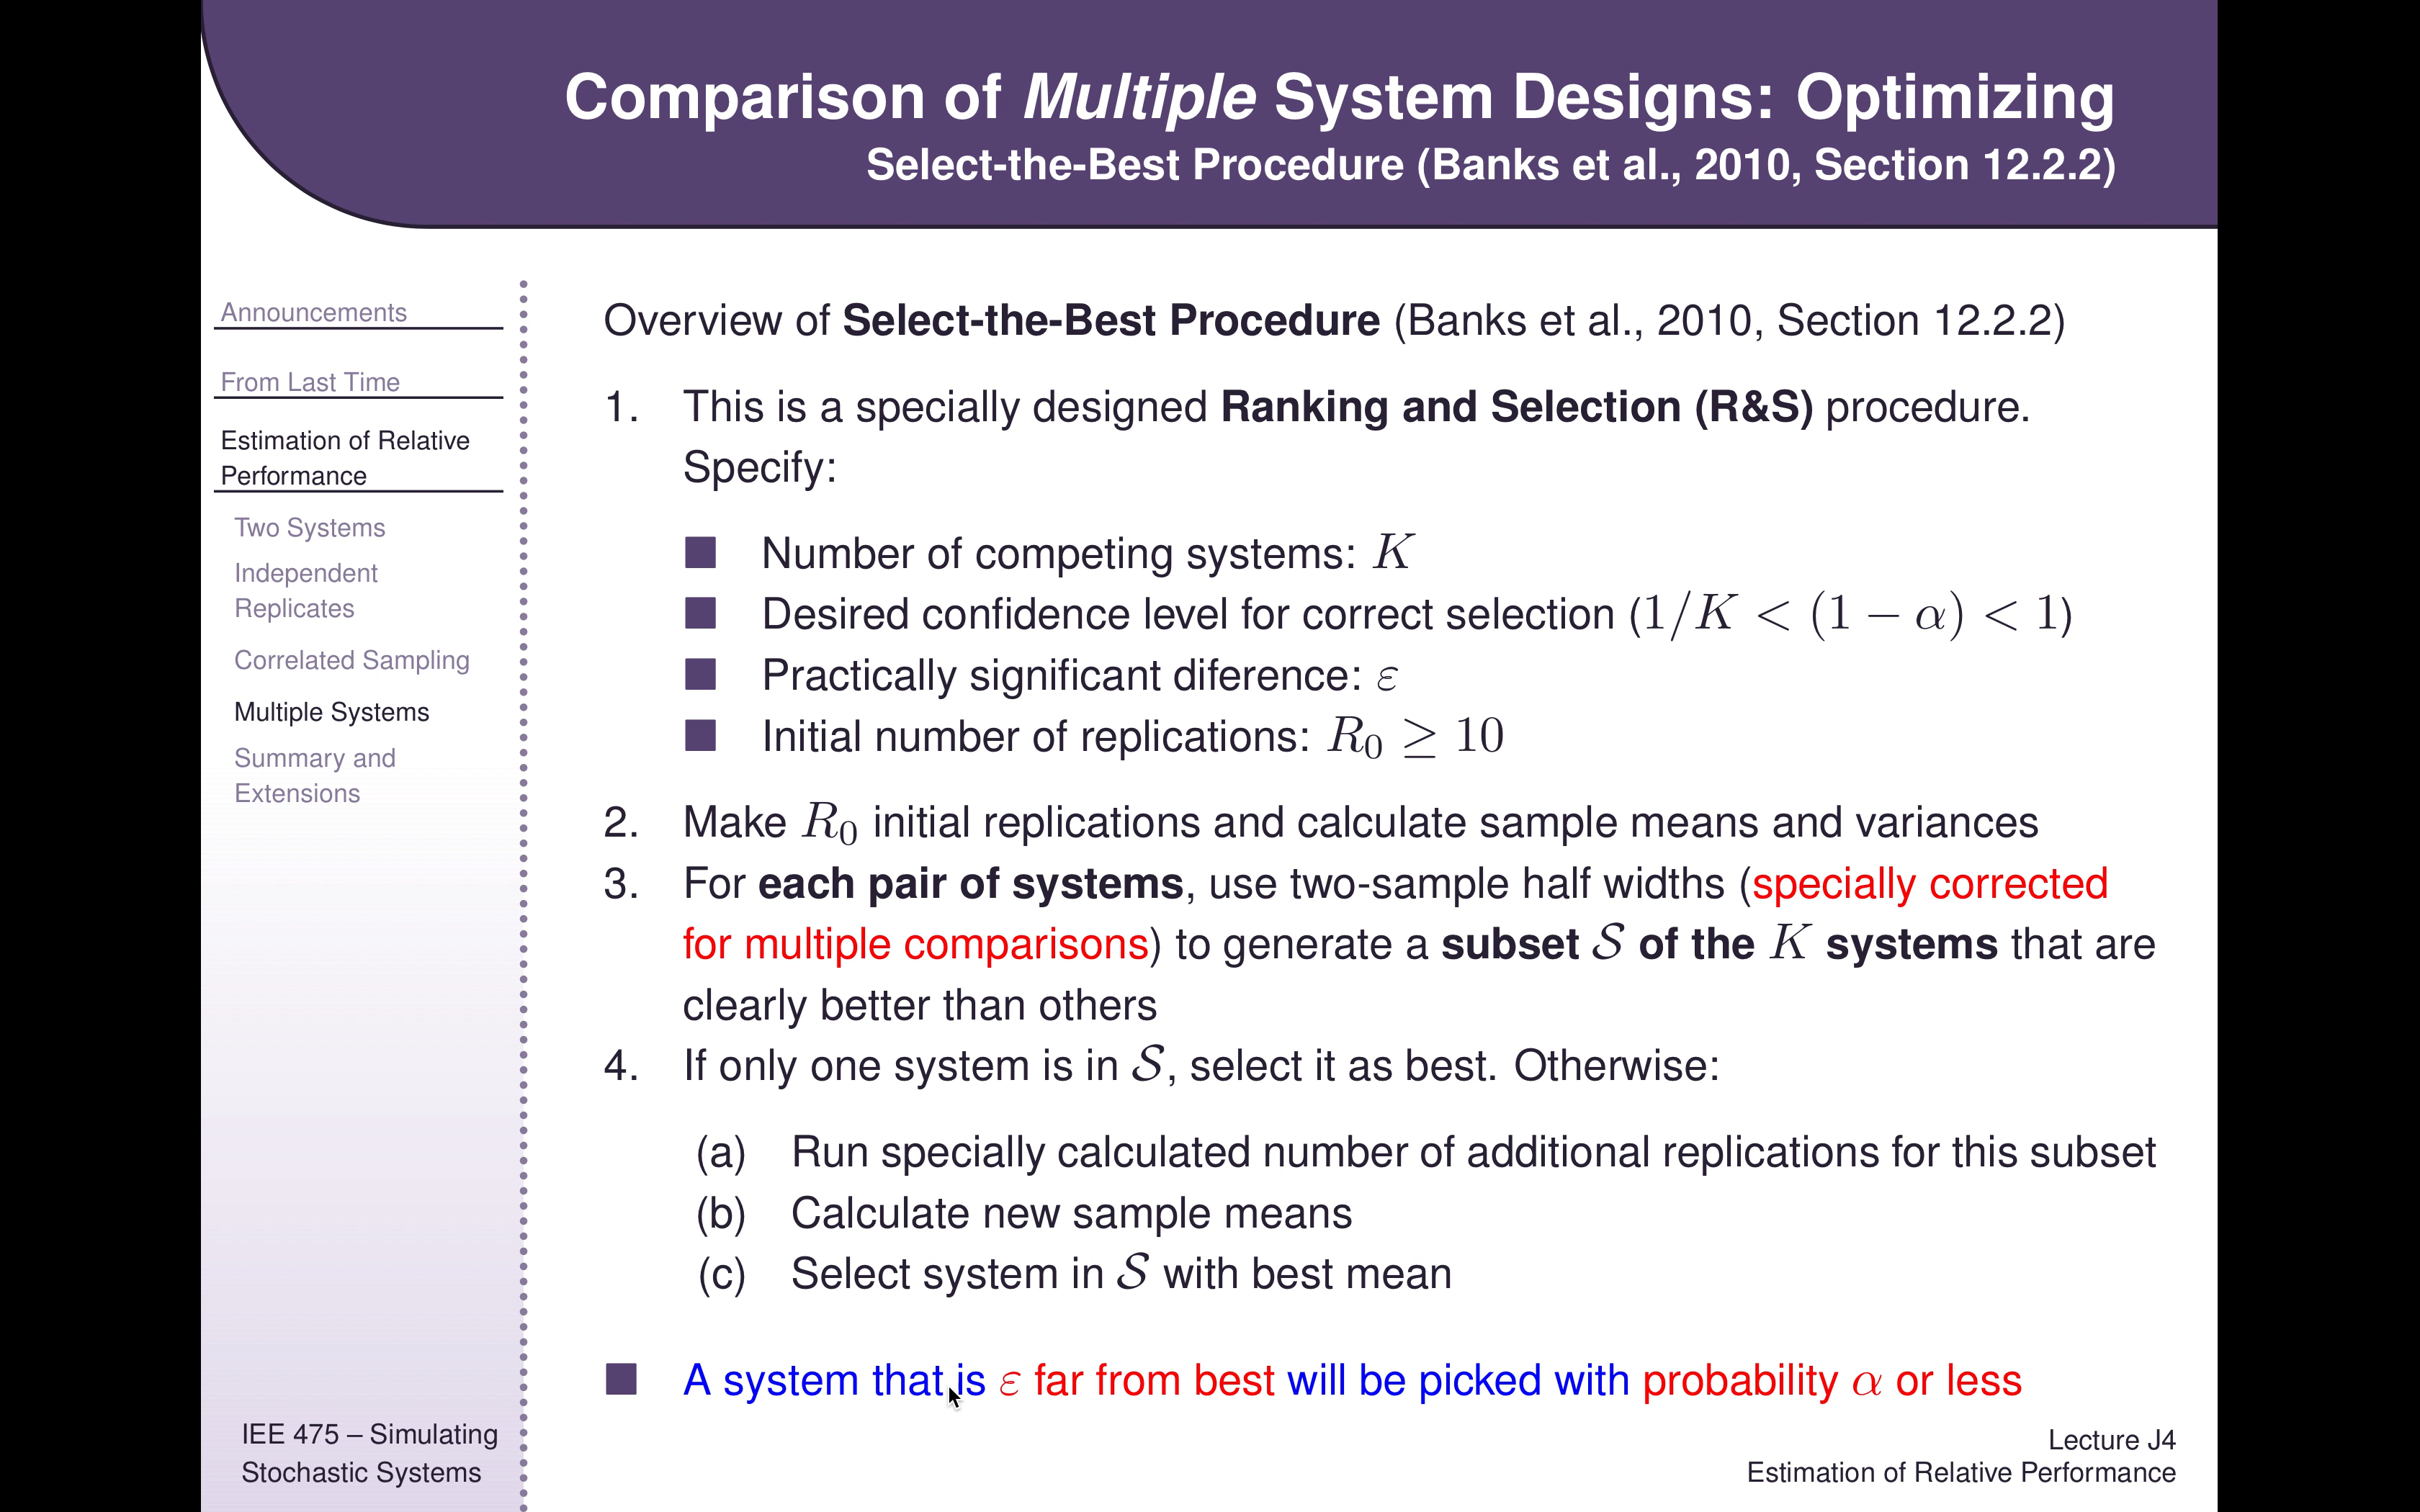 Comparison of Multiple System Designs: Optimizing
Select-the-Best Procedure (Banks et al., 2010, Section 12.2.2)
Announcements
From Last Time
Estimation of Relative
Performance
Two Systems
Independent
Replicates
Correlated Sampling
Multiple Systems
Summary and
Extensions
Overview of Select-the-Best Procedure (Banks et al., 2010, Section 12.2.2)
1. This is a specially designed Ranking and Selection (R&S) procedure.
Specify:
■ Number of competing systems: K
■ Desired confidence level for correct selection (1/K < (1 − α) < 1)
■ Practically significant diference: ε
■ Initial number of replications: R₀ ≥ 10
2. Make R₀ initial replications and calculate sample means and variances
3. For each pair of systems, use two-sample half widths (specially corrected
for multiple comparisons) to generate a subset 𝒮 of the K systems that are
clearly better than others
4. If only one system is in 𝒮, select it as best. Otherwise:
(a) Run specially calculated number of additional replications for this subset
(b) Calculate new sample means
(c) Select system in 𝒮 with best mean
■ A system that is ε far from best will be picked with probability α or less
IEE 475 – Simulating
Stochastic Systems
Lecture J4
Estimation of Relative Performance